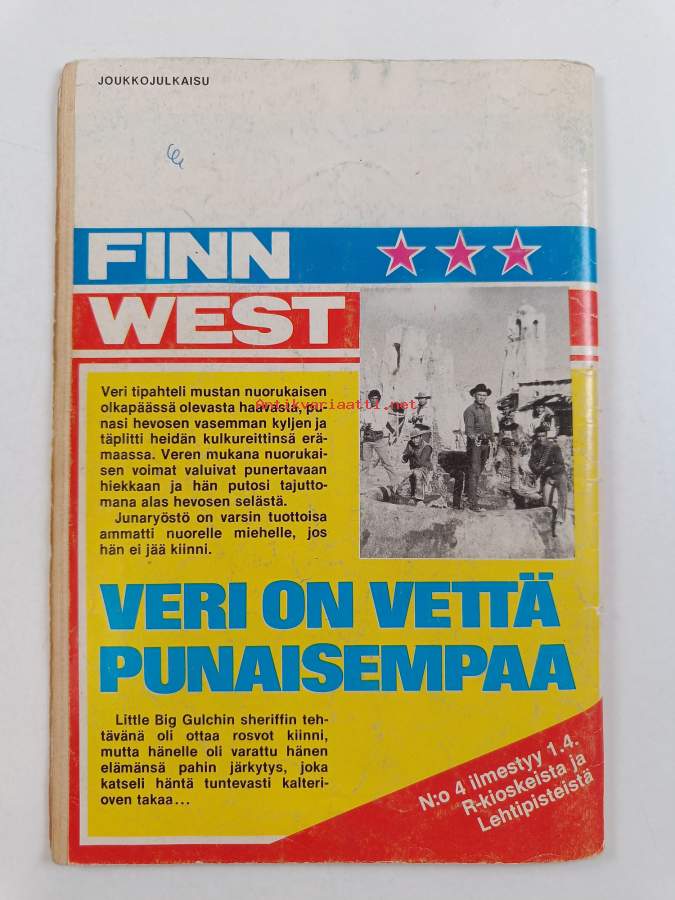 JOUKKOJULKAISU
FINN
WEST
Veri tipahteli mustan nuorukaisen
olkapäässä olevasta haavasta, pu-
nasi hevosen vasemman kyljen ja
täplitti heidän kulkureittinsä erä-
maassa. Veren mukana nuorukai-
sen voimat valuivat punertavaan
hiekkaan ja hän putosi tajutto-
mana alas hevosen selästä.
Junaryöstö on varsin tuottoisa
ammatti nuorelle miehelle, jos
hän ei jää kiinni.
Antikvariaatti.net
VERI ON VETTÄ
PUNAISEMPAA
Little Big Gulchin sheriffin teh-
tävänä oli ottaa rosvot kiinni,
mutta hänelle oli varattu hänen
elämänsä pahin järkytys, joka
katseli häntä tuntevasti kalteri-
oven takaa...
N:o 4 ilmestyy 1.4.
R-kioskeista ja
Lehtipisteistä